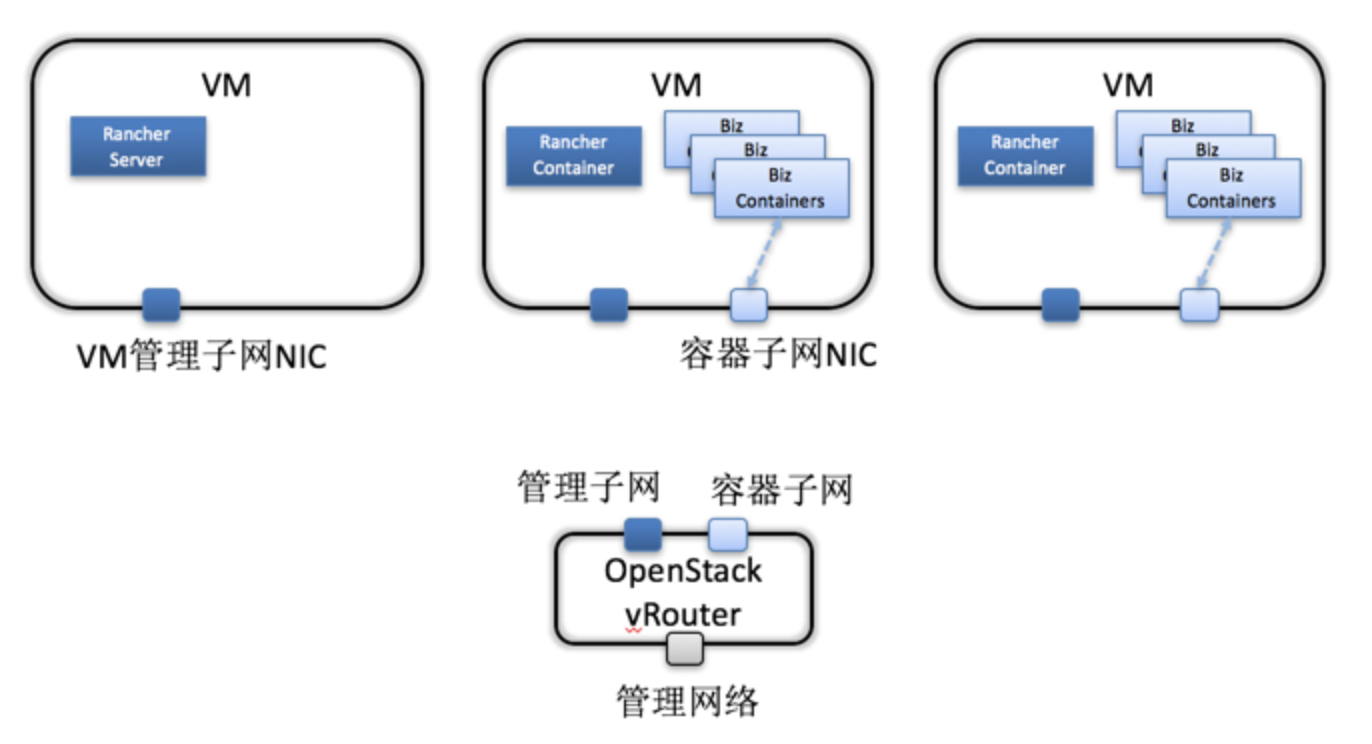 VM
Rancher
Server
VM管理子网NIC
VM
Rancher
Container
Biz
Biz
Biz
Containers
容器子网NIC
VM
Rancher
Container
Biz
Biz
Biz
Containers
管理子网
容器子网
OpenStack
vRouter
管理网络